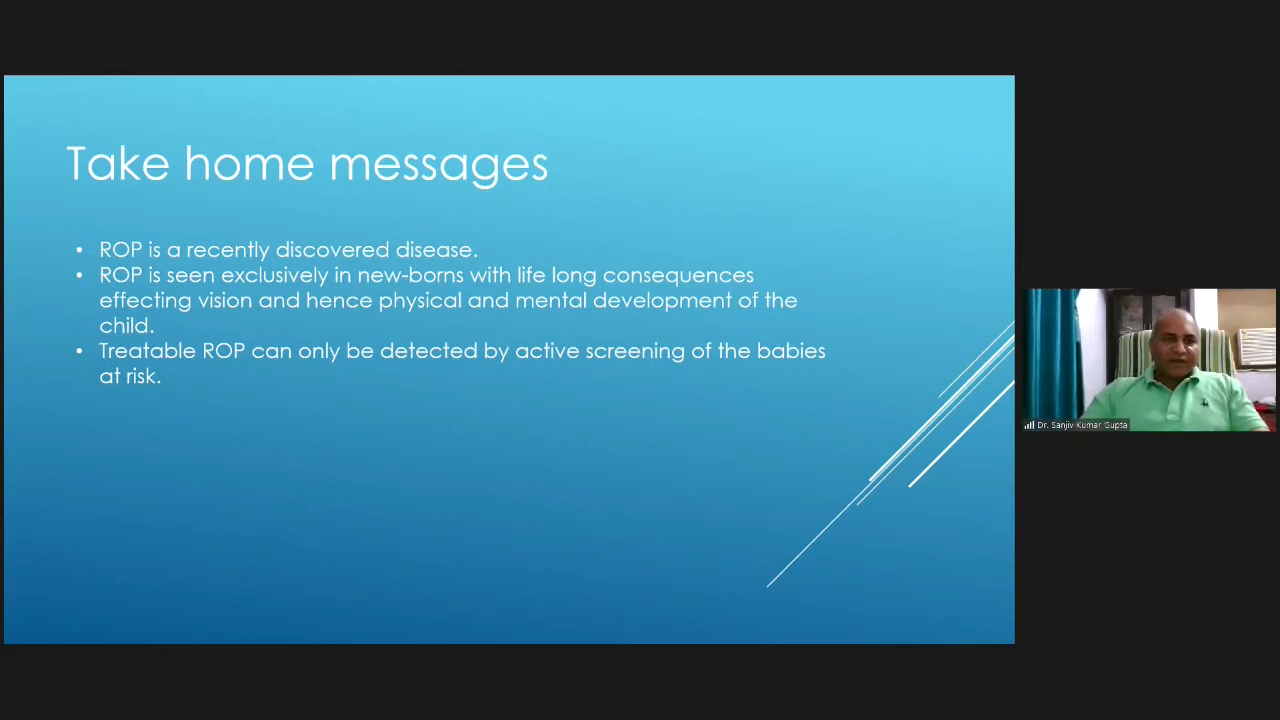 Take home messages
• ROP is a recently discovered disease.
• ROP is seen exclusively in new-borns with life long consequences
effecting vision and hence physical and mental development of the
child.
• Treatable ROP can only be detected by active screening of the babies
at risk.
Dr. Sanjiv Kumar Gupta